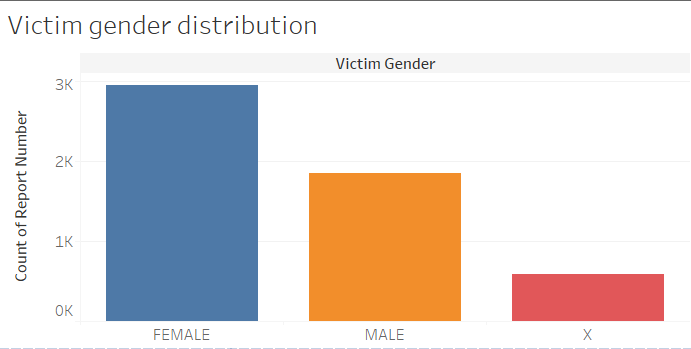 Victim gender distribution
Victim Gender
Count of Report Number
3K
2K
1K
0K
FEMALE MALE X